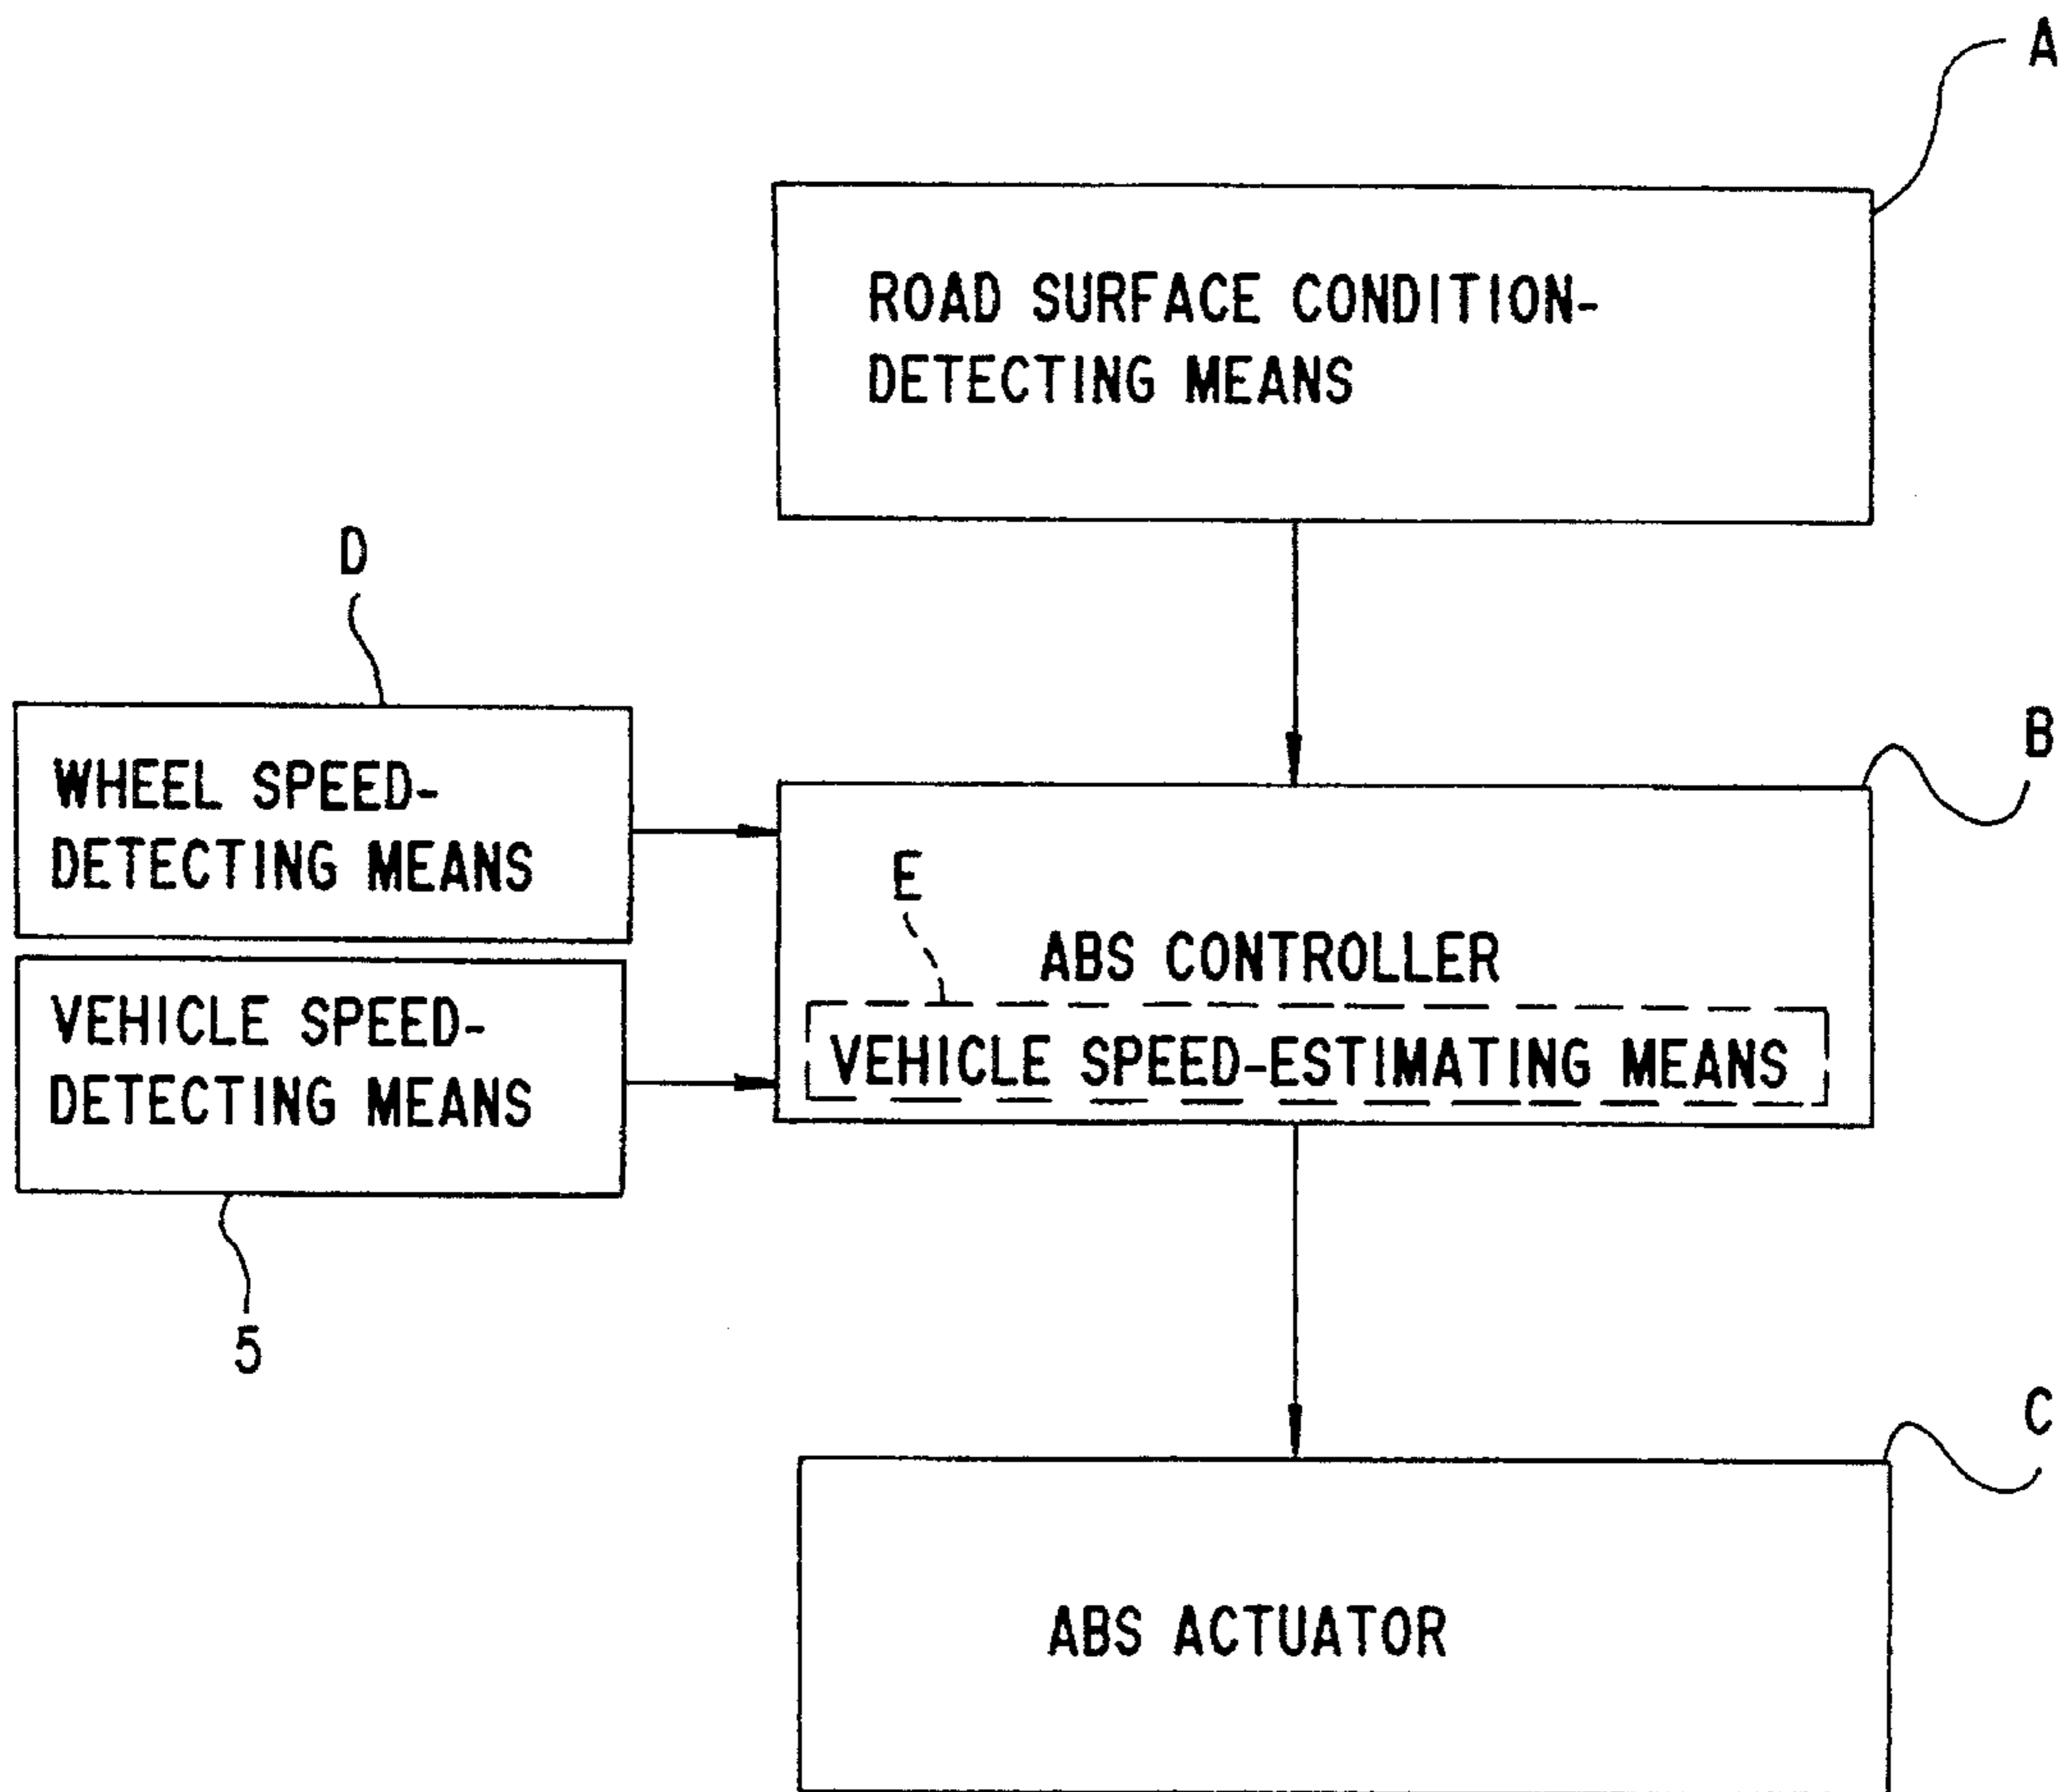 A
ROAD SURFACE CONDITION-
DETECTING MEANS
D
WHEEL SPEED-
DETECTING MEANS
B
E
ABS CONTROLLER
VEHICLE SPEED-ESTIMATING MEANS
VEHICLE SPEED-
DETECTING MEANS
5
C
ABS ACTUATOR